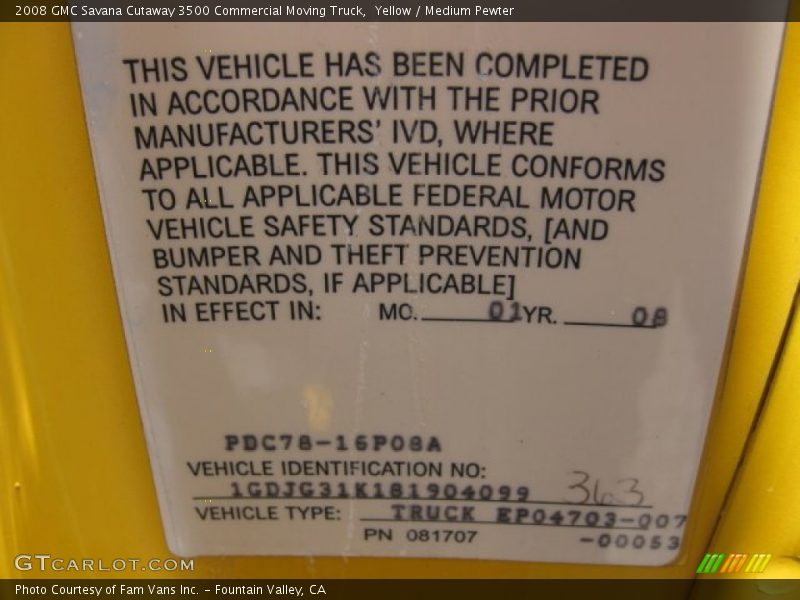 2008 GMC Savana Cutaway 3500 Commercial Moving Truck,  Yellow / Medium Pewter
THIS VEHICLE HAS BEEN COMPLETED
IN ACCORDANCE WITH THE PRIOR
MANUFACTURERS' IVD, WHERE
APPLICABLE. THIS VEHICLE CONFORMS
TO ALL APPLICABLE FEDERAL MOTOR
VEHICLE SAFETY STANDARDS, [AND
BUMPER AND THEFT PREVENTION
STANDARDS, IF APPLICABLE]
IN EFFECT IN: MO. 01 YR. 08
PDC78-16P08A
VEHICLE IDENTIFICATION NO:
1GDJG31K181904099 363
VEHICLE TYPE: TRUCK EP04703-007
PN 081707 -00053
GTCARLOT.COM
Photo Courtesy of Fam Vans Inc. - Fountain Valley, CA